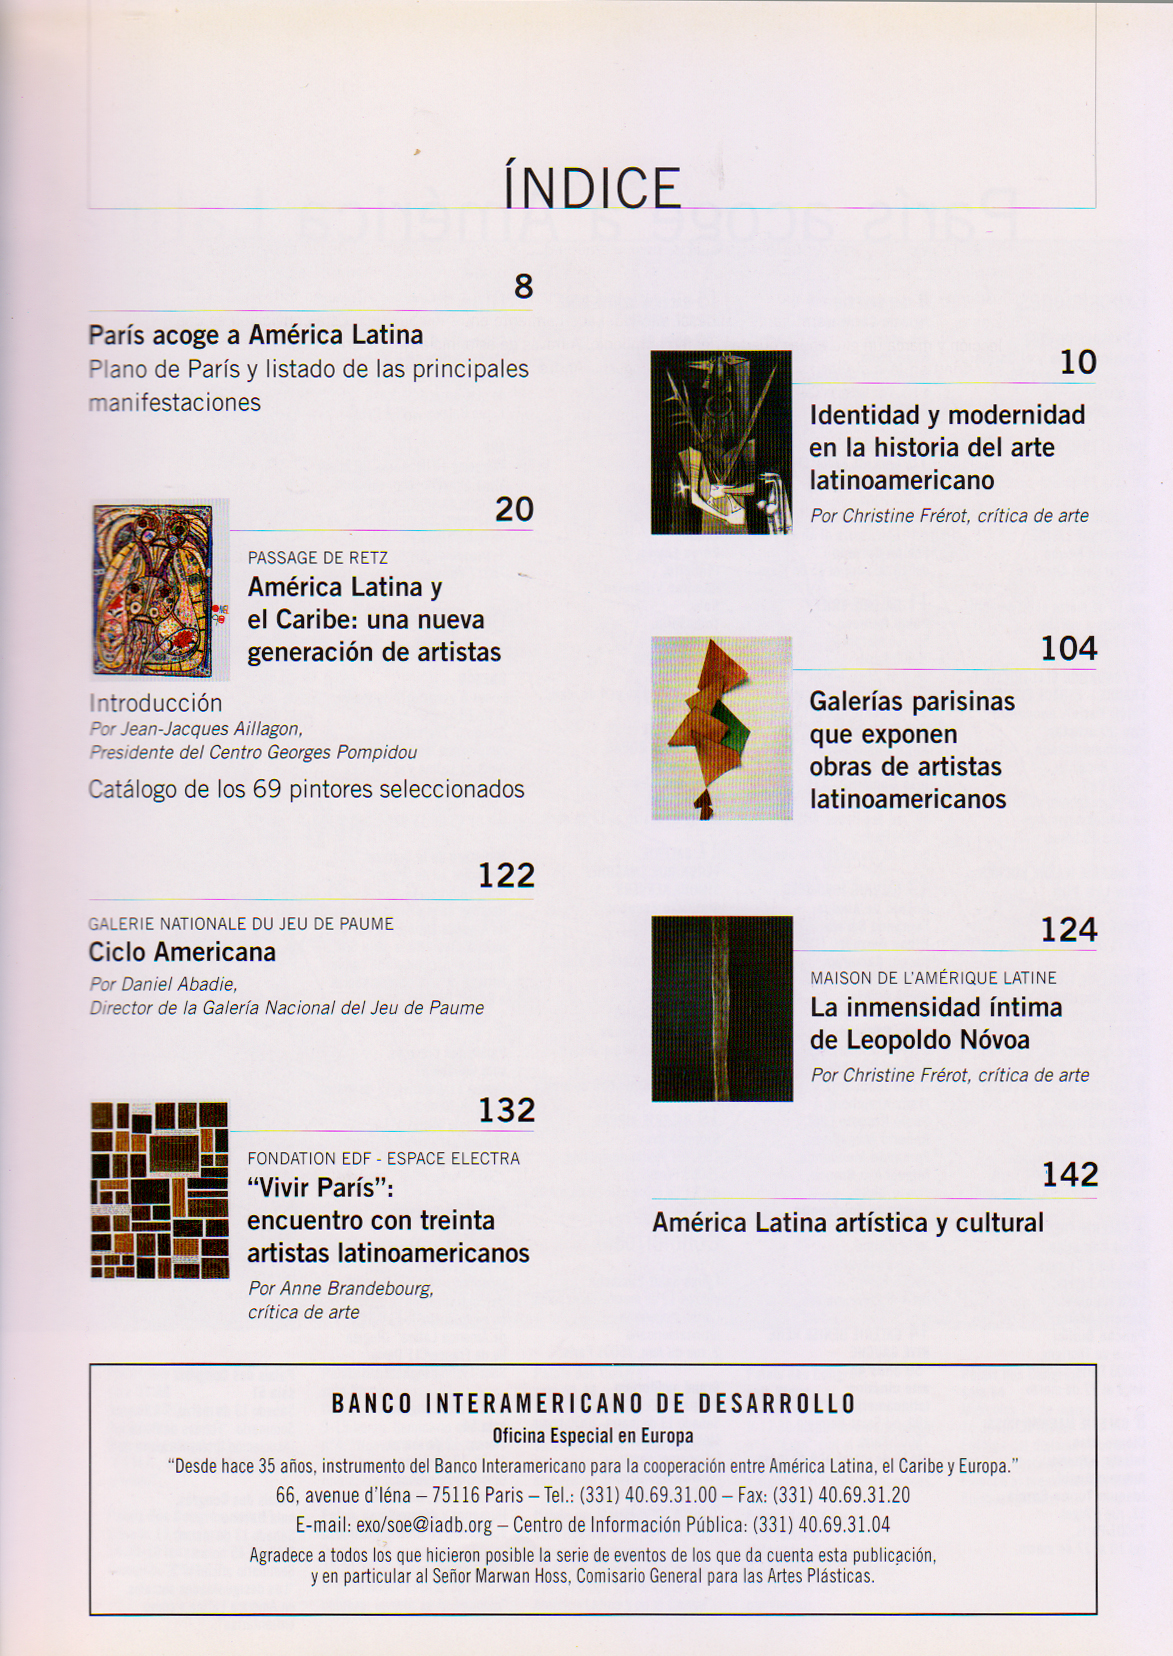 ÍNDICE
8
París acoge a América Latina
Plano de París y listado de las principales
manifestaciones
10
Identidad y modernidad
en la historia del arte
latinoamericano
Por Christine Frérot, crítica de arte
20
PASSAGE DE RETZ
América Latina y
el Caribe: una nueva
generación de artistas
Introducción
Por Jean-Jacques Aillagon,
Presidente del Centro Georges Pompidou
Catálogo de los 69 pintores seleccionados
104
Galerías parisinas
que exponen
obras de artistas
latinoamericanos
122
GALERIE NATIONALE DU JEU DE PAUME
Ciclo Americana
Por Daniel Abadie,
Director de la Galería Nacional del Jeu de Paume
124
MAISON DE L'AMÉRIQUE LATINE
La inmensidad íntima
de Leopoldo Nóvoa
Por Christine Frérot, crítica de arte
132
FONDATION EDF - ESPACE ELECTRA
“Vivir París”:
encuentro con treinta
artistas latinoamericanos
Por Anne Brandebourg,
crítica de arte
142
América Latina artística y cultural
BANCO INTERAMERICANO DE DESARROLLO
Oficina Especial en Europa
“Desde hace 35 años, instrumento del Banco Interamericano para la cooperación entre América Latina, el Caribe y Europa.”
66, avenue d'Iéna – 75116 Paris – Tel.: (331) 40.69.31.00 – Fax: (331) 40.69.31.20
E-mail: exo/soe@iadb.org – Centro de Información Pública: (331) 40.69.31.04
Agradece a todos los que hicieron posible la serie de eventos de los que da cuenta esta publicación,
y en particular al Señor Marwan Hoss, Comisario General para las Artes Plásticas.